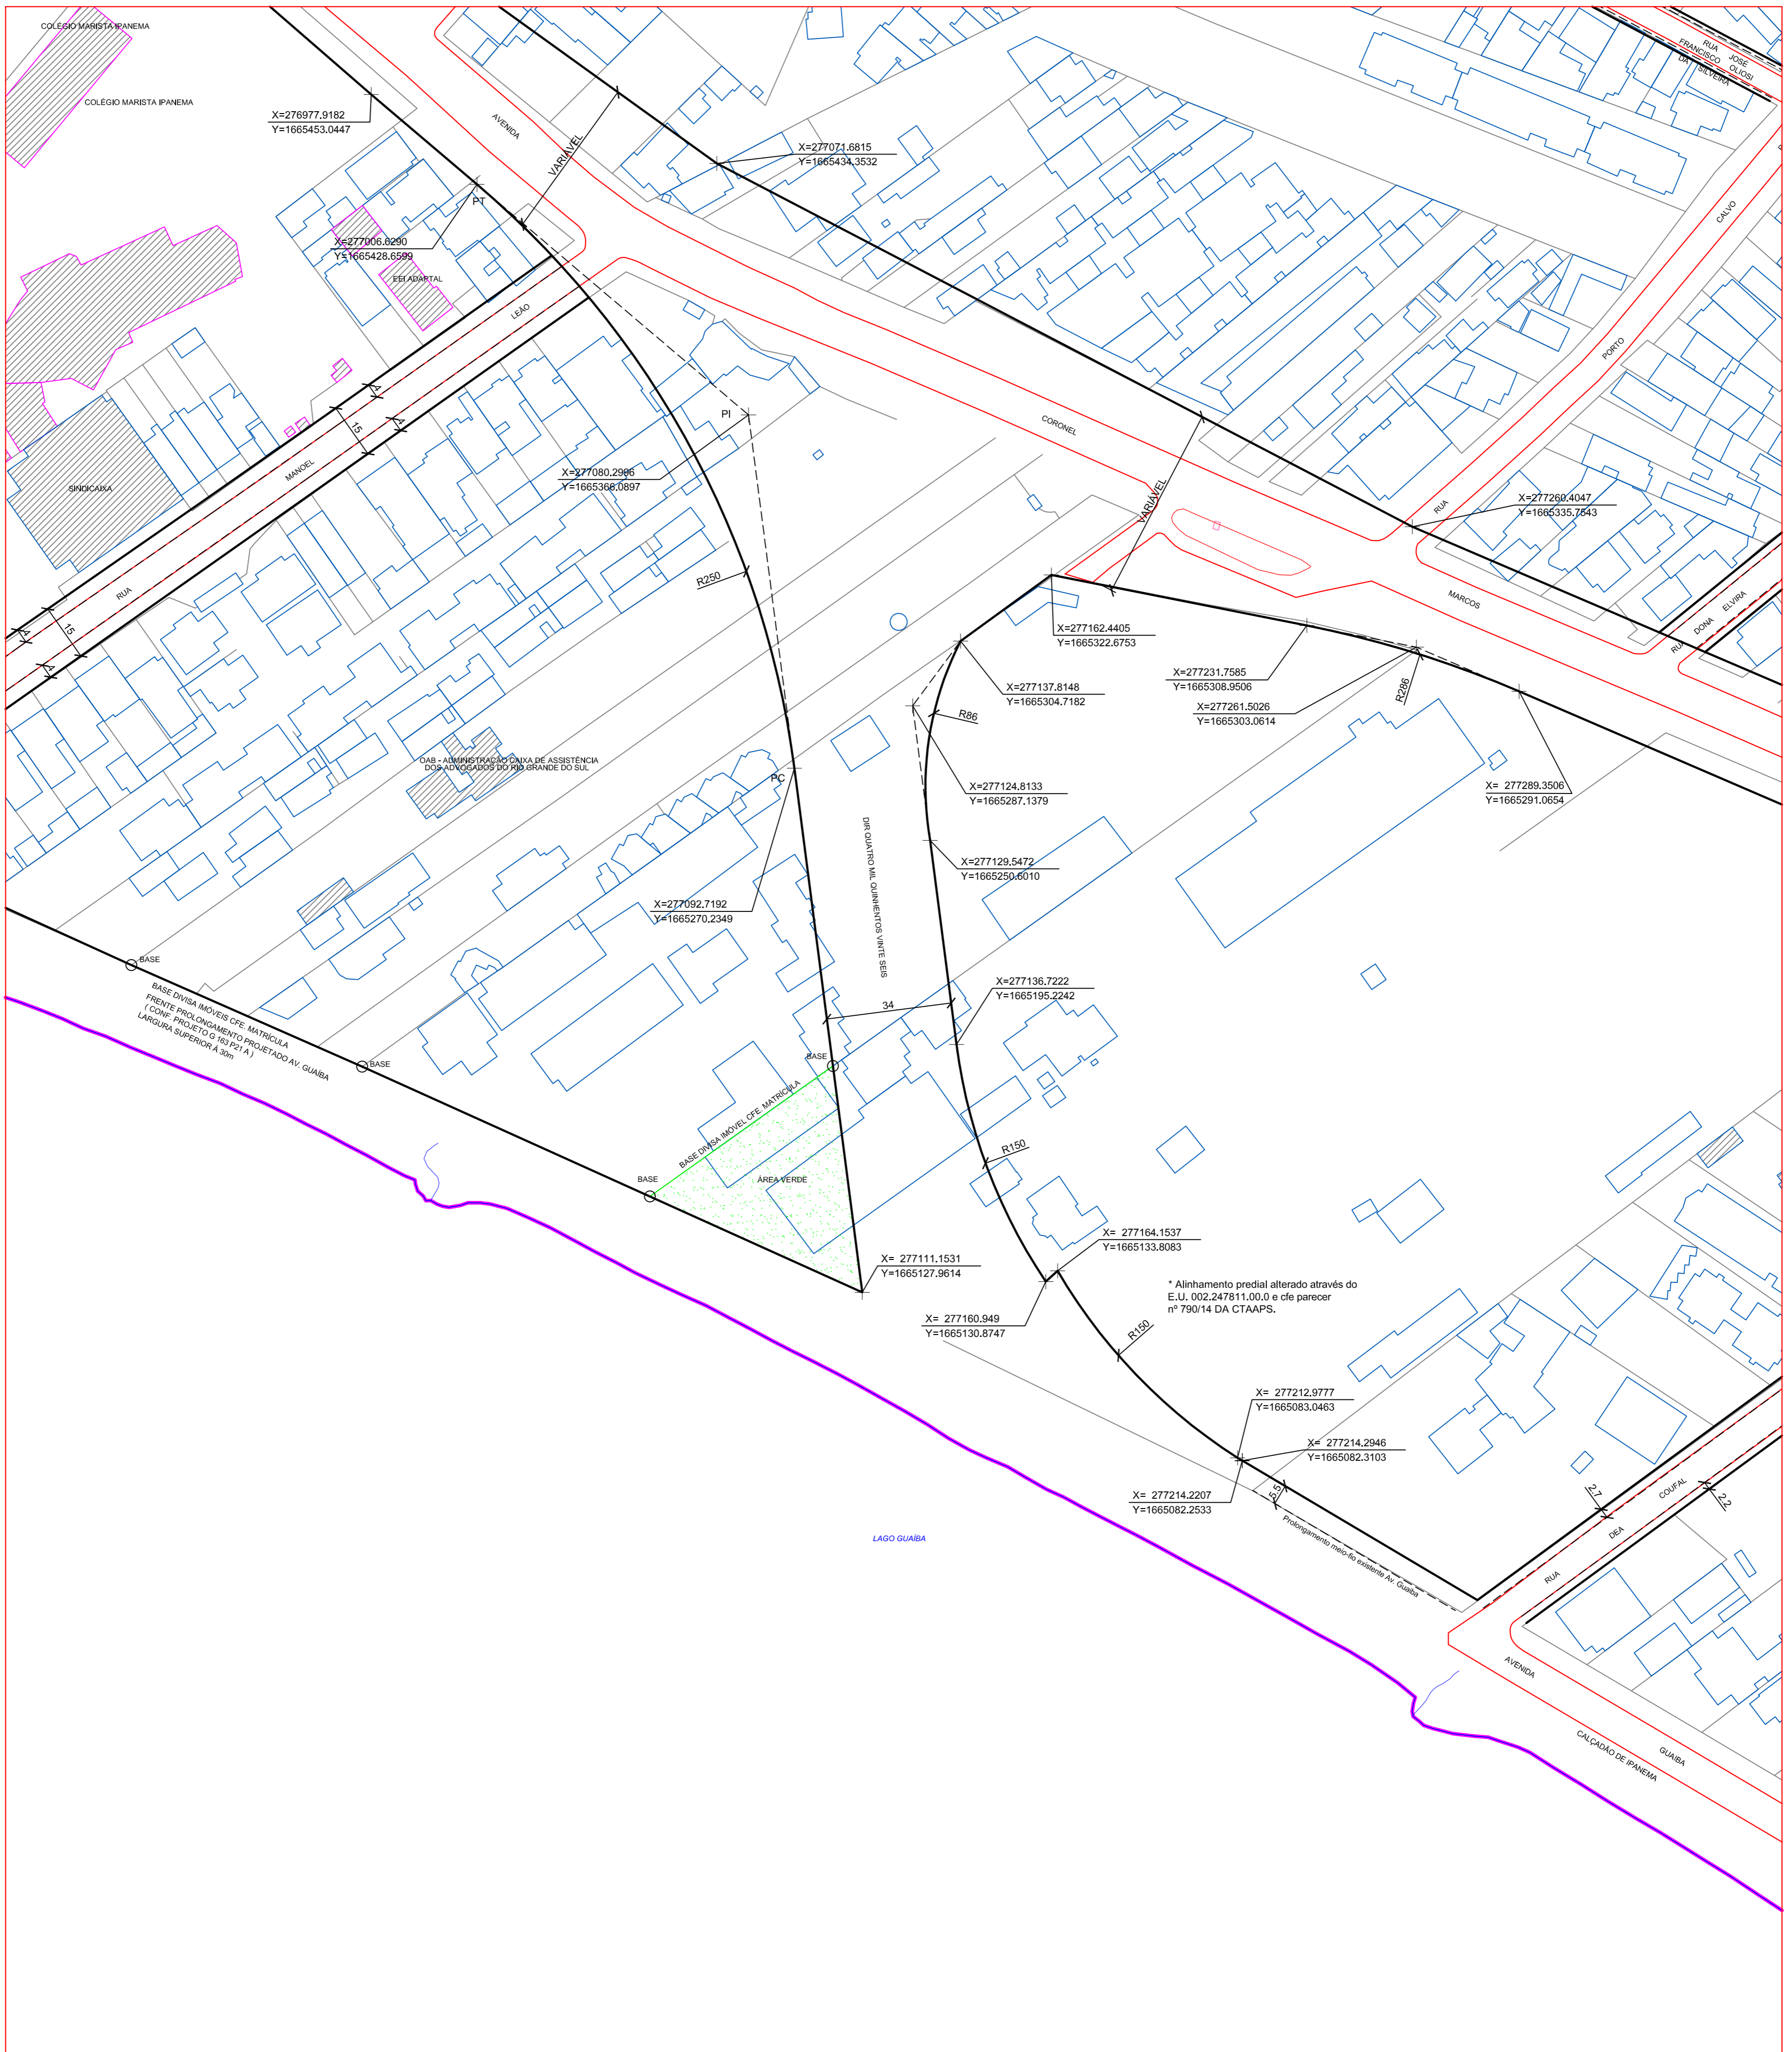 COLÉGIO MARISTA IPANEMA
COLÉGIO MARISTA IPANEMA
RUA JOSÉ
FRANCISCO OLIOSI
DA SILVEIRA
X=276977.9182
Y=1665453.0447
AVENIDA
VARIÁVEL
X=277071.6815
Y=1665434.3532
PT
X=277006.6290
Y=1665428.6599
EEI ADAPTAL
LEÃO
CALVO
PORTO
4
15
4
PI
CORONEL
MANOEL
SINDICAIXA
X=277080.2986
Y=1665366.0897
VARIÁVEL
RUA
X=277260.4047
Y=1665335.7543
R250
RUA
4
15
4
MARCOS
RUA DONA ELVIRA
X=277162.4405
Y=1665322.6753
X=277231.7585
Y=1665308.9506
X=277137.8148
Y=1665304.7182
X=277261.5026
Y=1665303.0614
R286
R86
OAB - ALMINISTRAÇÃO CAIXA DE ASSISTÊNCIA
DOS ADVOGADOS DO RIO GRANDE DO SUL
PC
X=277124.8133
Y=1665287.1379
X= 277289.3506
Y=1665291.0654
DIR QUATRO MIL QUINHENTOS VINTE SEIS
X=277129.5472
Y=1665250.6010
X=277092.7192
Y=1665270.2349
BASE
BASE DIVISA IMÓVEIS CFE. MATRÍCULA
FRENTE PROLONGAMENTO PROJETADO AV. GUAÍBA
( CONF. PROJETO G 163 P21 A )
LARGURA SUPERIOR À 30m
X=277136.7222
Y=1665195.2242
34
BASE
BASE
BASE DIVISA IMÓVEL CFE. MATRÍCULA
R150
BASE
ÁREA VERDE
X= 277164.1537
Y=1665133.8083
X= 277111.1531
Y=1665127.9614
* Alinhamento predial alterado através do
E.U. 002.247811.00.0 e cfe parecer
nº 790/14 DA CTAAPS.
X= 277160.949
Y=1665130.8747
R150
X= 277212.9777
Y=1665083.0463
X= 277214.2946
Y=1665082.3103
X= 277214.2207
Y=1665082.2533
5.5
2.7
COUFAL
2.2
Prolongamento meio-fio existente Av. Guaíba
DEA
LAGO GUAÍBA
RUA
AVENIDA
GUAÍBA
CALÇADÃO DE IPANEMA